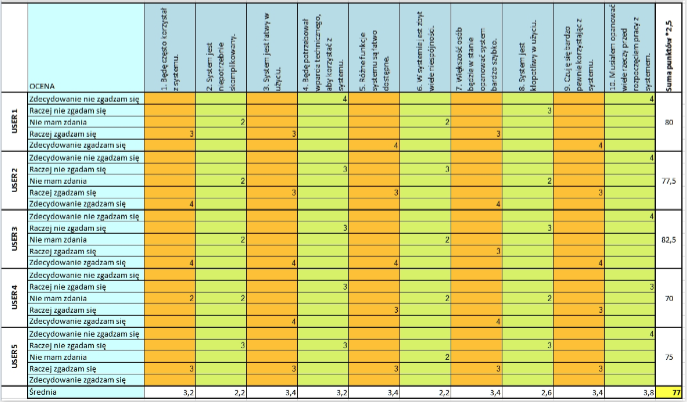 OCENA
1. Będę często korzystał z systemu.
2. System jest niepotrzebnie skomplikowany.
3. System jest łatwy w użyciu.
4. Będę potrzebował wsparcia technicznego, aby korzystać z systemu.
5. Różne funkcje systemu są łatwo dostępne.
6. W systemie jest zbyt wiele niespójności.
7. Większość osób będzie w stanie opanować system bardzo szybko.
8. System jest kłopotliwy w użyciu.
9. Czuję się bardzo pewnie korzystając z systemu.
10. Musiałem opanować wiele rzeczy przed rozpoczęciem pracy z systemem.
Suma punktów *2,5
USER 1
Zdecydowanie nie zgadzam się 4 4
Raczej nie zgadzam się 3
Nie mam zdania 2 2 80
Raczej zgadzam się 3 3 3
Zdecydowanie zgadzam się 4 4
USER 2
Zdecydowanie nie zgadzam się 4
Raczej nie zgadzam się 3 3
Nie mam zdania 2 2 77,5
Raczej zgadzam się 3 3 3
Zdecydowanie zgadzam się 4 4
USER 3
Zdecydowanie nie zgadzam się 4
Raczej nie zgadzam się 3 3
Nie mam zdania 2 2 82,5
Raczej zgadzam się 3
Zdecydowanie zgadzam się 4 4 4 4
USER 4
Zdecydowanie nie zgadzam się
Raczej nie zgadzam się 3 3
Nie mam zdania 2 2 2 2 70
Raczej zgadzam się 3 3
Zdecydowanie zgadzam się 4 4
USER 5
Zdecydowanie nie zgadzam się 4
Raczej nie zgadzam się 3 3 3
Nie mam zdania 2 75
Raczej zgadzam się 3 3 3 3 3
Zdecydowanie zgadzam się
Średnia 3,2 2,2 3,4 3,2 3,4 2,2 3,4 2,6 3,4 3,8 77